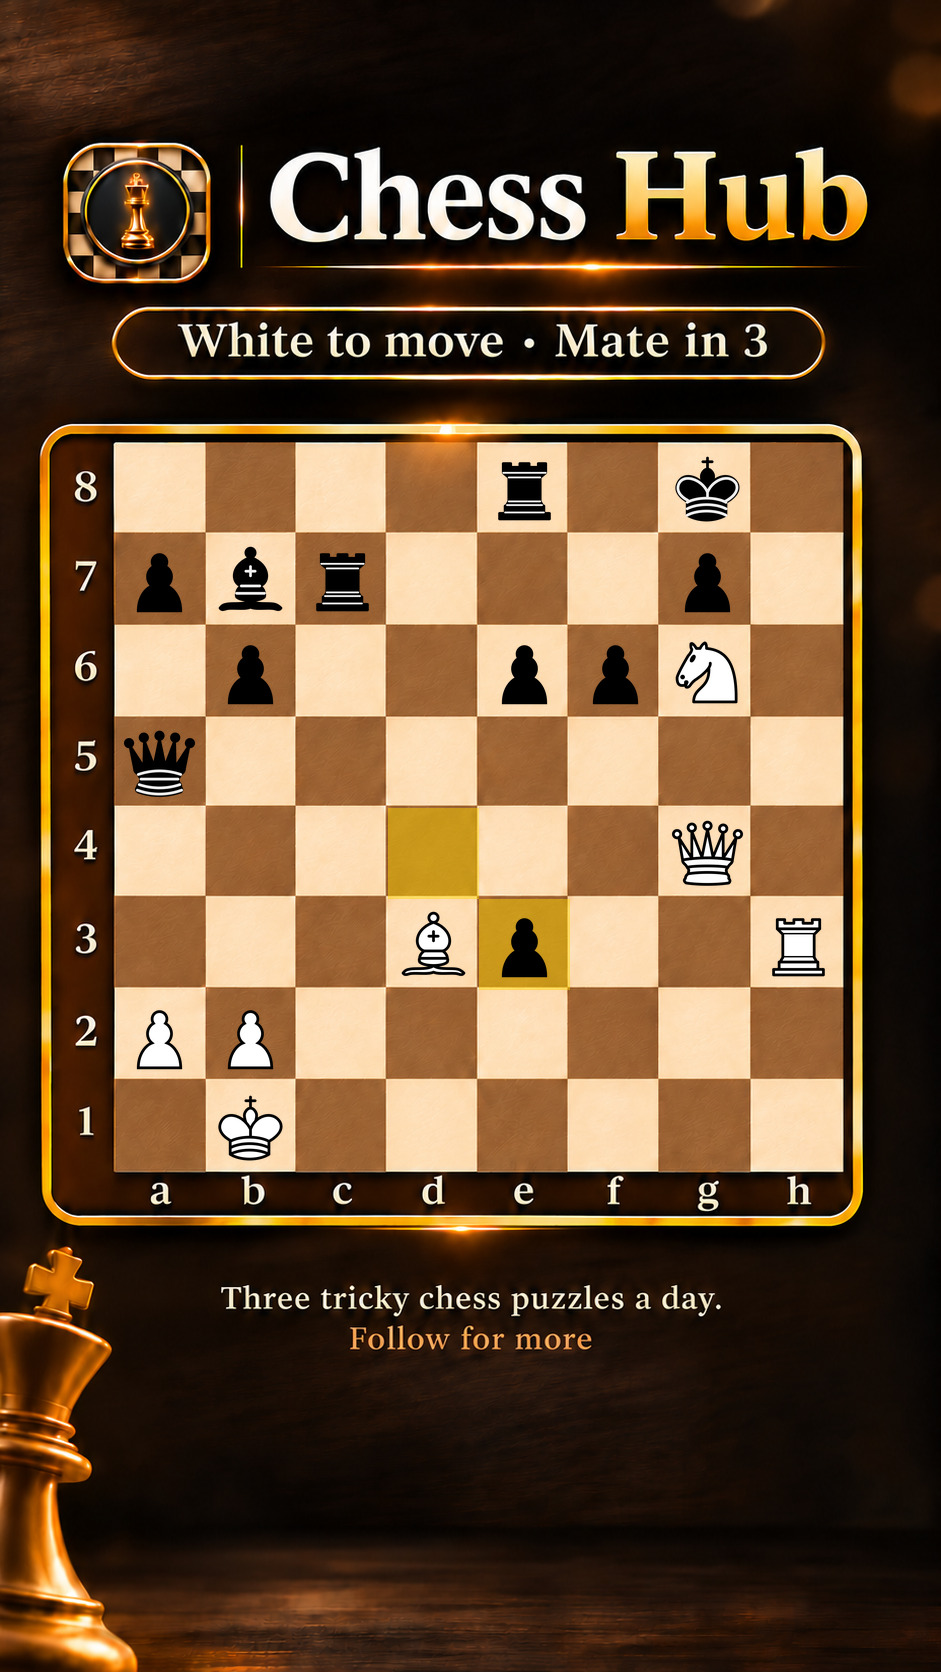 Chess Hub
White to move • Mate in 3
8
7
6
5
4
3
2
1
a b c d e f g h
Three tricky chess puzzles a day.
Follow for more